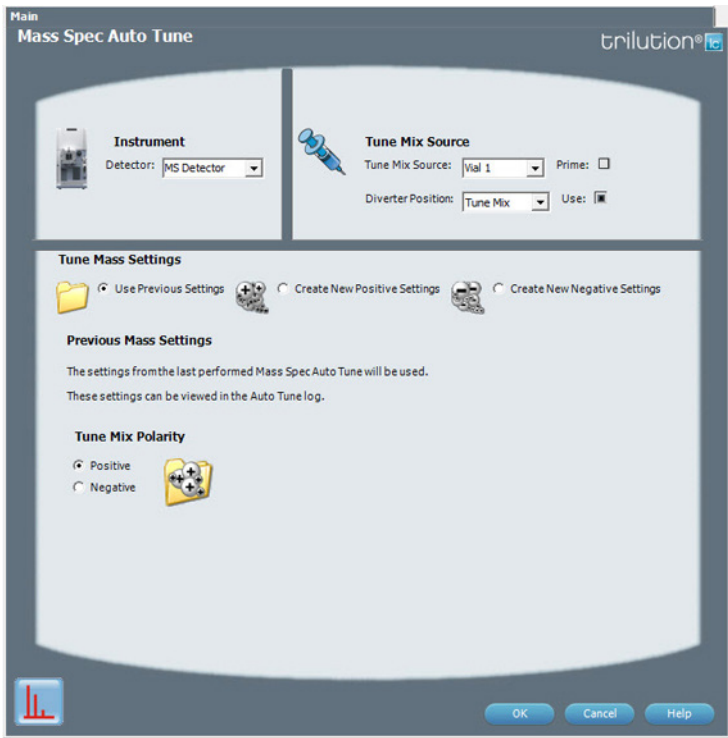 Main
Mass Spec Auto Tune
trilution® lc
Instrument
Detector: MS Detector
Tune Mix Source
Tune Mix Source: Vial 1 Prime:
Diverter Position: Tune Mix Use:
Tune Mass Settings
Use Previous Settings Create New Positive Settings Create New Negative Settings
Previous Mass Settings
The settings from the last performed Mass Spec Auto Tune will be used.
These settings can be viewed in the Auto Tune log.
Tune Mix Polarity
Positive
Negative
OK Cancel Help